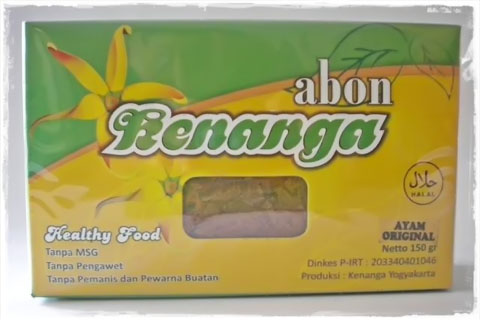 abon
Kenanga
حلال
HALAL
Healthy Food
Tanpa MSG
Tanpa Pengawet
Tanpa Pemanis dan Pewarna Buatan
AYAM
ORIGINAL
Netto 150 gr
Dinkes P-IRT : 203340401046
Produksi : Kenanga Yogyakarta